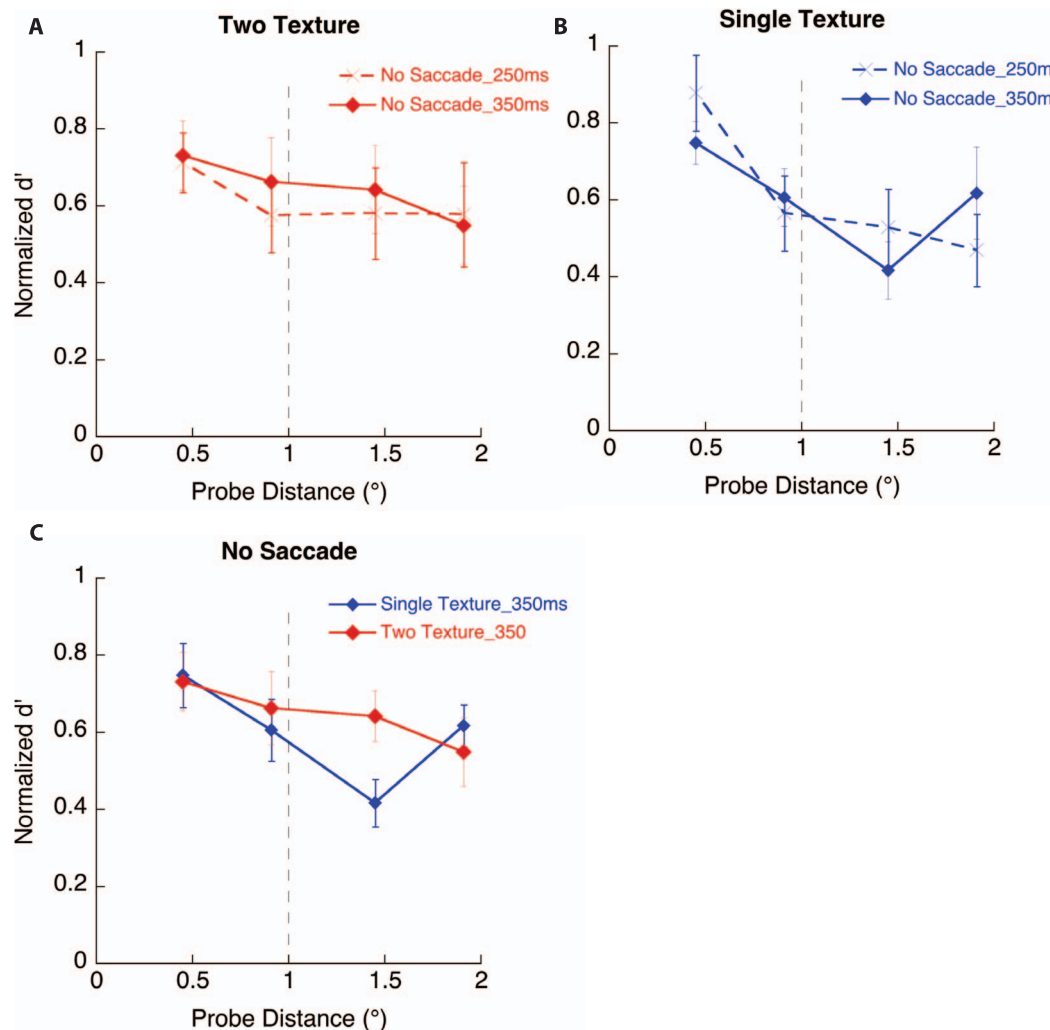 A
Two Texture
1
0.8
0.6
0.4
0.2
0
Normalized d'
No Saccade_250ms
No Saccade_350ms
0
0.5
1
1.5
2
Probe Distance (°)
B
Single Texture
1
0.8
0.6
0.4
0.2
0
No Saccade_250m
No Saccade_350m
0
0.5
1
1.5
2
Probe Distance (°)
C
No Saccade
1
0.8
0.6
0.4
0.2
0
Normalized d'
Single Texture_350ms
Two Texture_350
0
0.5
1
1.5
2
Probe Distance (°)